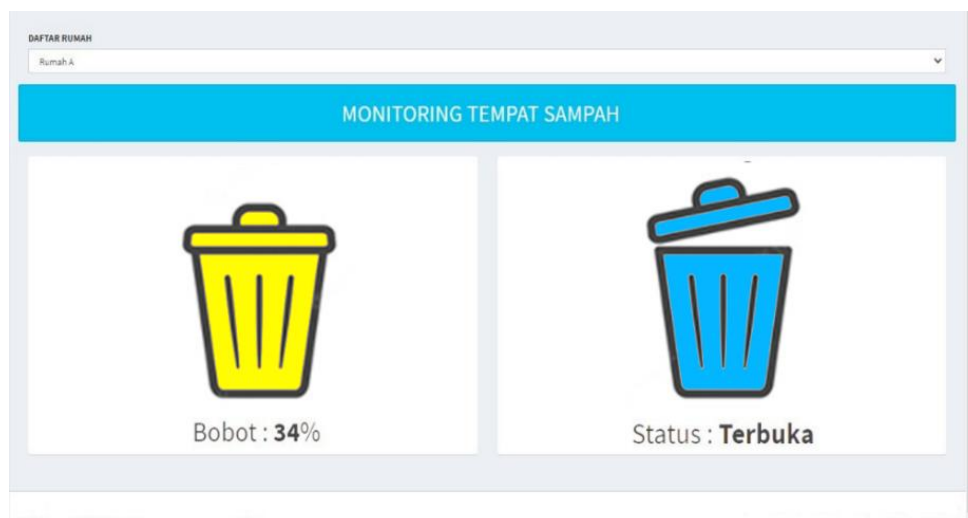 DAFTAR RUMAH
Rumah A
MONITORING TEMPAT SAMPAH
Bobot : 34%
Status : Terbuka